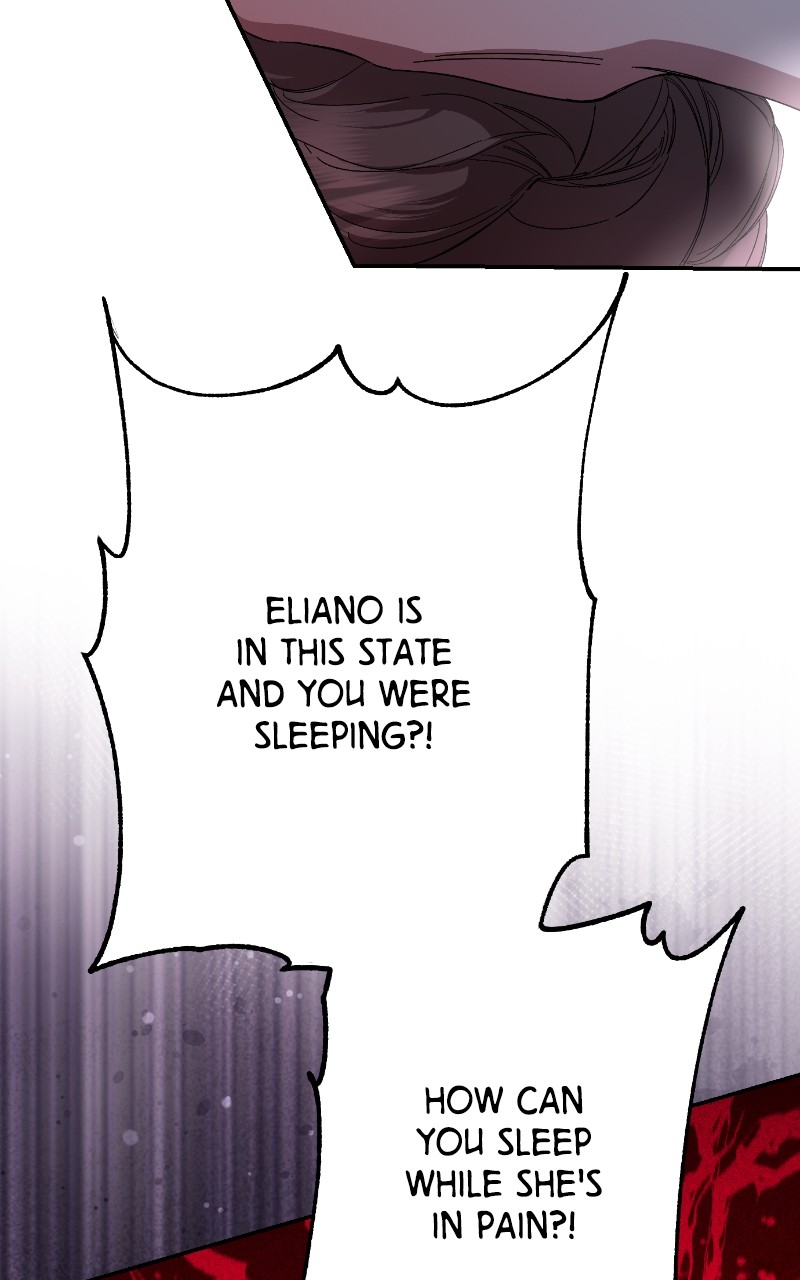 ELIANO IS
IN THIS STATE
AND YOU WERE
SLEEPING?!
HOW CAN
YOU SLEEP
WHILE SHE'S
IN PAIN?!